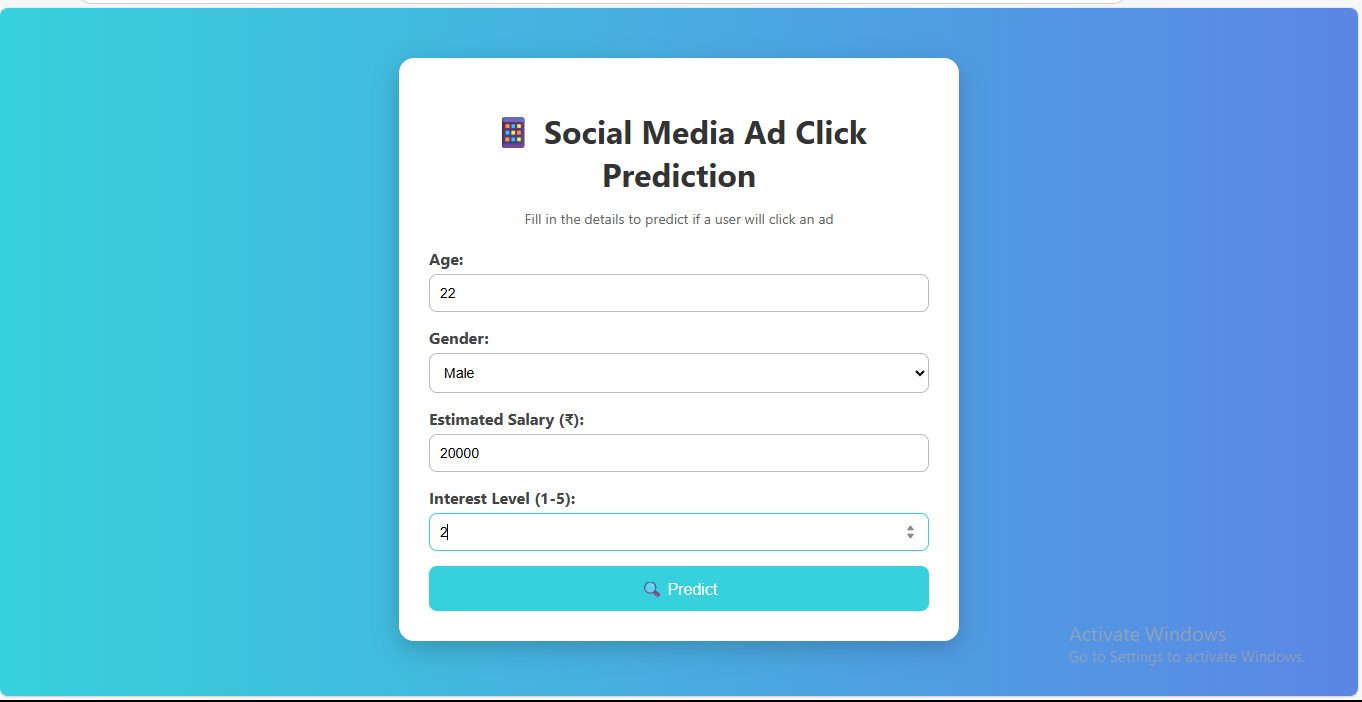 Social Media Ad Click
Prediction
Fill in the details to predict if a user will click an ad
Age:
22
Gender:
Male
Estimated Salary (₹):
20000
Interest Level (1-5):
2
Predict
Activate Windows
Go to Settings to activate Windows.